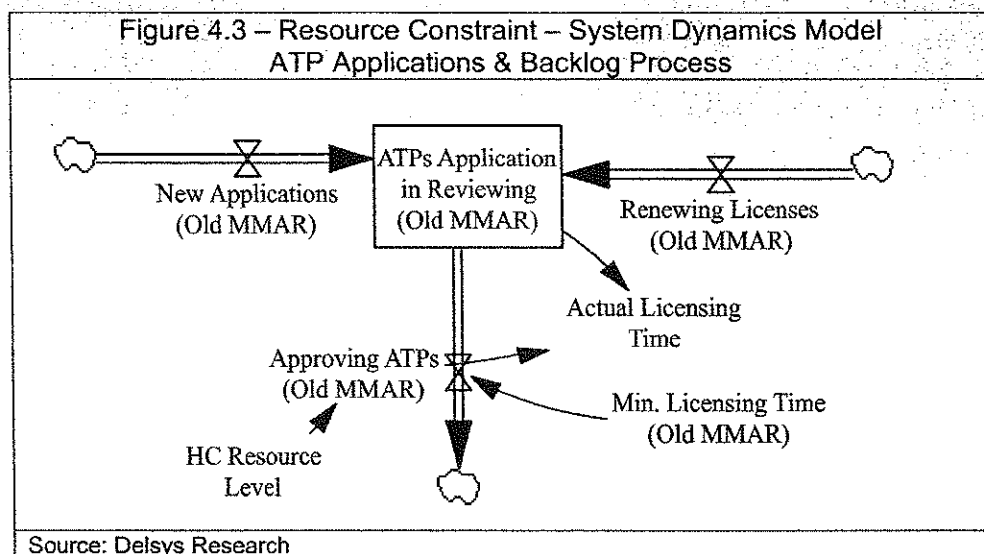 Figure 4.3 – Resource Constraint – System Dynamics Model
ATP Applications & Backlog Process
ATPs Application
in Reviewing
(Old MMAR)
New Applications
(Old MMAR)
Renewing Licenses
(Old MMAR)
Actual Licensing
Time
Approving ATPs
(Old MMAR)
Min. Licensing Time
(Old MMAR)
HC Resource
Level
Source: Delsys Research